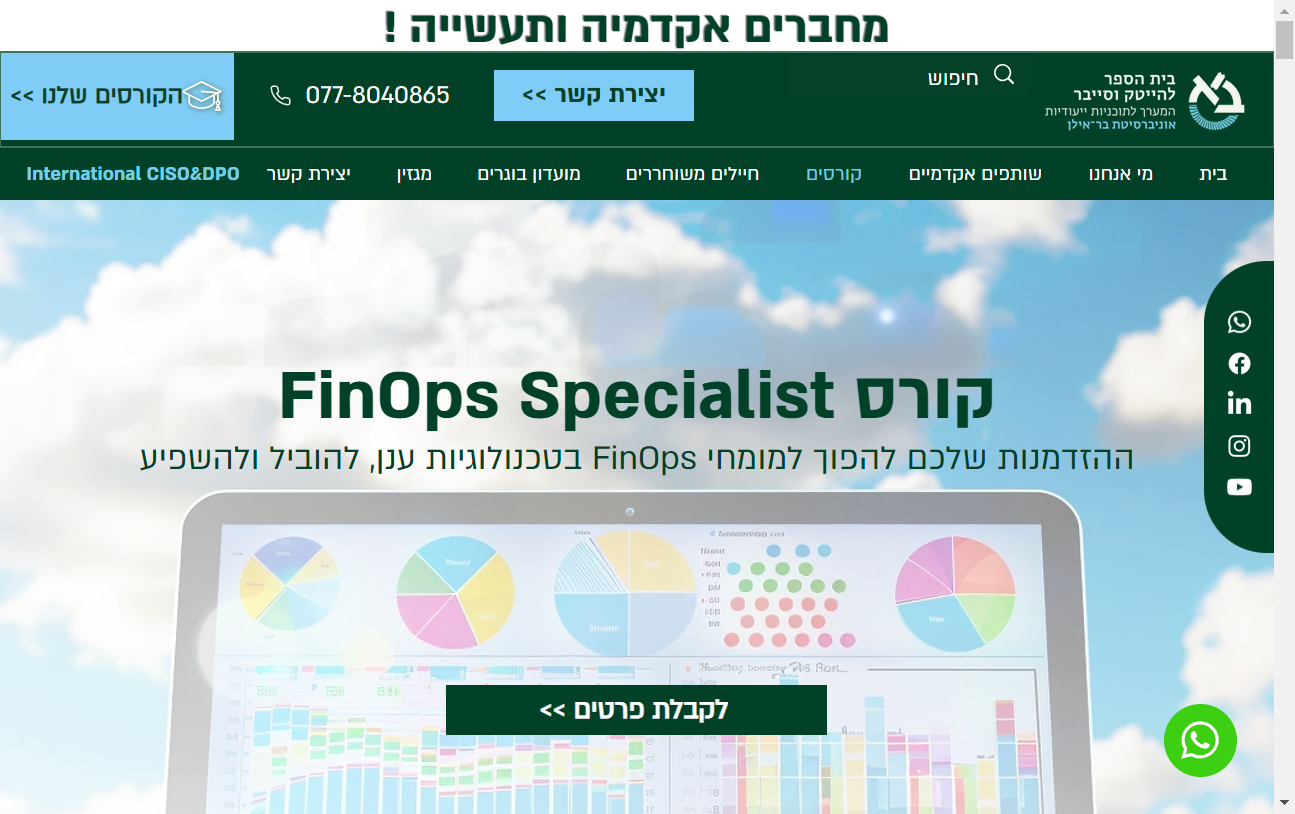 מחברים אקדמיה ותעשייה !
בית הספר
להייטק וסייבר
המערך לתוכניות ייעודיות
אוניברסיטת בר־אילן
חיפוש
יצירת קשר >>
077-8040865
הקורסים שלנו >>
בית
מי אנחנו
שותפים אקדמיים
קורסים
חיילים משוחררים
מועדון בוגרים
מגזין
יצירת קשר
International CISO&DPO
קורס FinOps Specialist
ההזדמנות שלכם להפוך למומחי FinOps בטכנולוגיות ענן, להוביל ולהשפיע
לקבלת פרטים >>